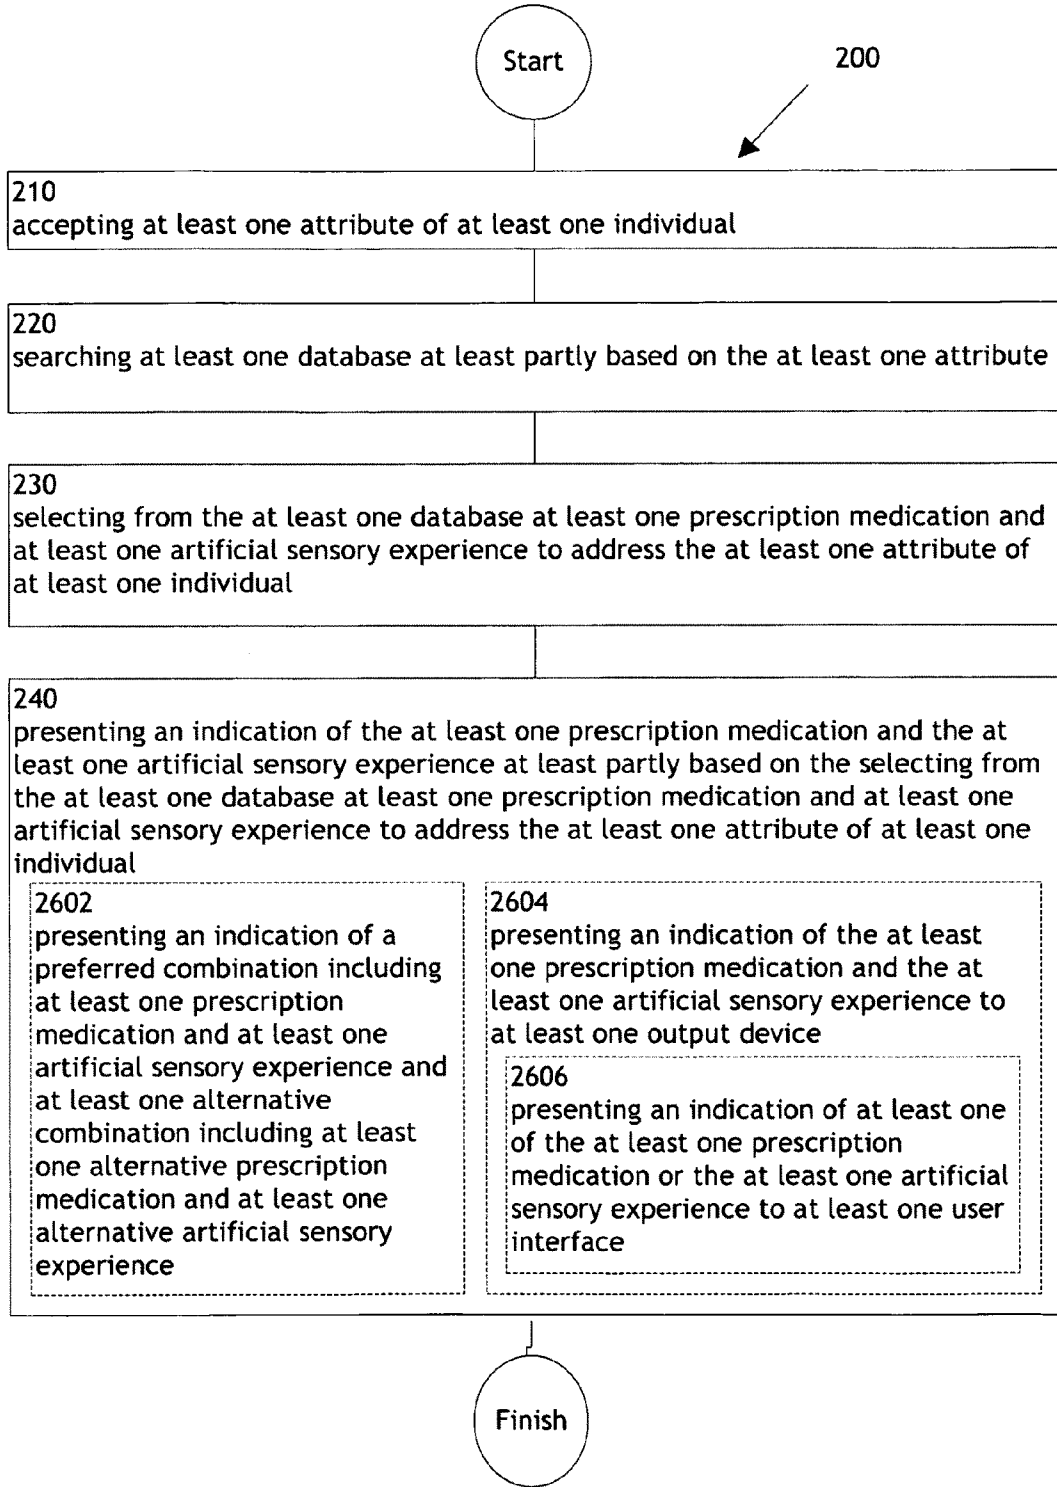 Start
200
210
accepting at least one attribute of at least one individual
220
searching at least one database at least partly based on the at least one attribute
230
selecting from the at least one database at least one prescription medication and
at least one artificial sensory experience to address the at least one attribute of
at least one individual
240
presenting an indication of the at least one prescription medication and the at
least one artificial sensory experience at least partly based on the selecting from
the at least one database at least one prescription medication and at least one
artificial sensory experience to address the at least one attribute of at least one
individual
2602
presenting an indication of a
preferred combination including
at least one prescription
medication and at least one
artificial sensory experience and
at least one alternative
combination including at least
one alternative prescription
medication and at least one
alternative artificial sensory
experience
2604
presenting an indication of the at least
one prescription medication and the at
least one artificial sensory experience to
at least one output device
2606
presenting an indication of at least one
of the at least one prescription
medication or the at least one artificial
sensory experience to at least one user
interface
Finish